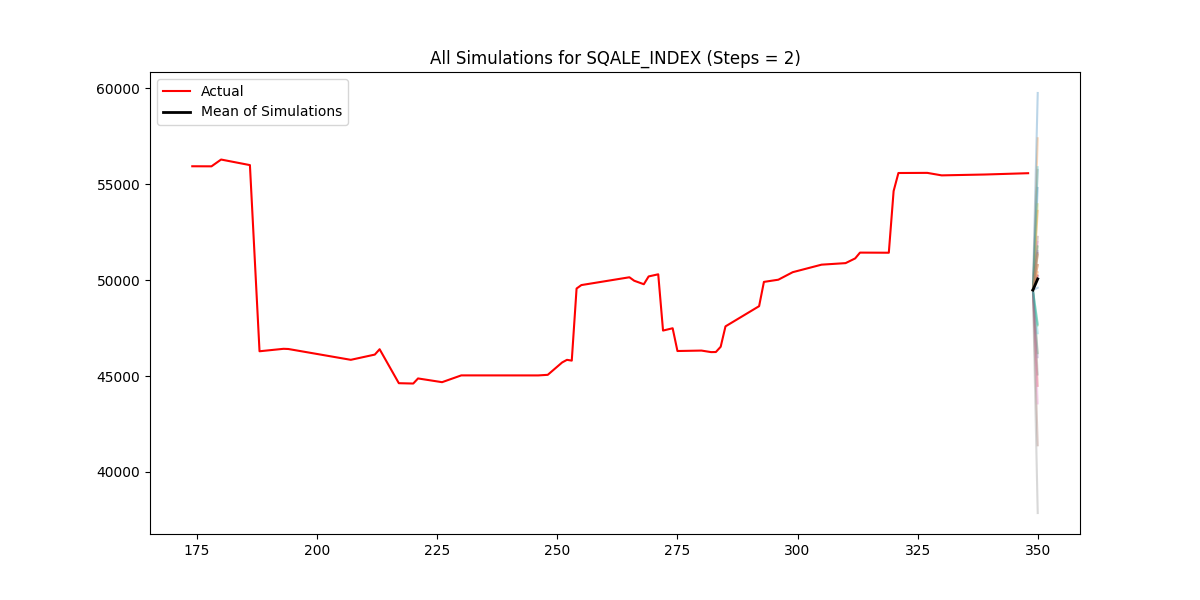 All Simulations for SQALE_INDEX (Steps = 2)
Actual
Mean of Simulations
60000
55000
50000
45000
40000
175 200 225 250 275 300 325 350